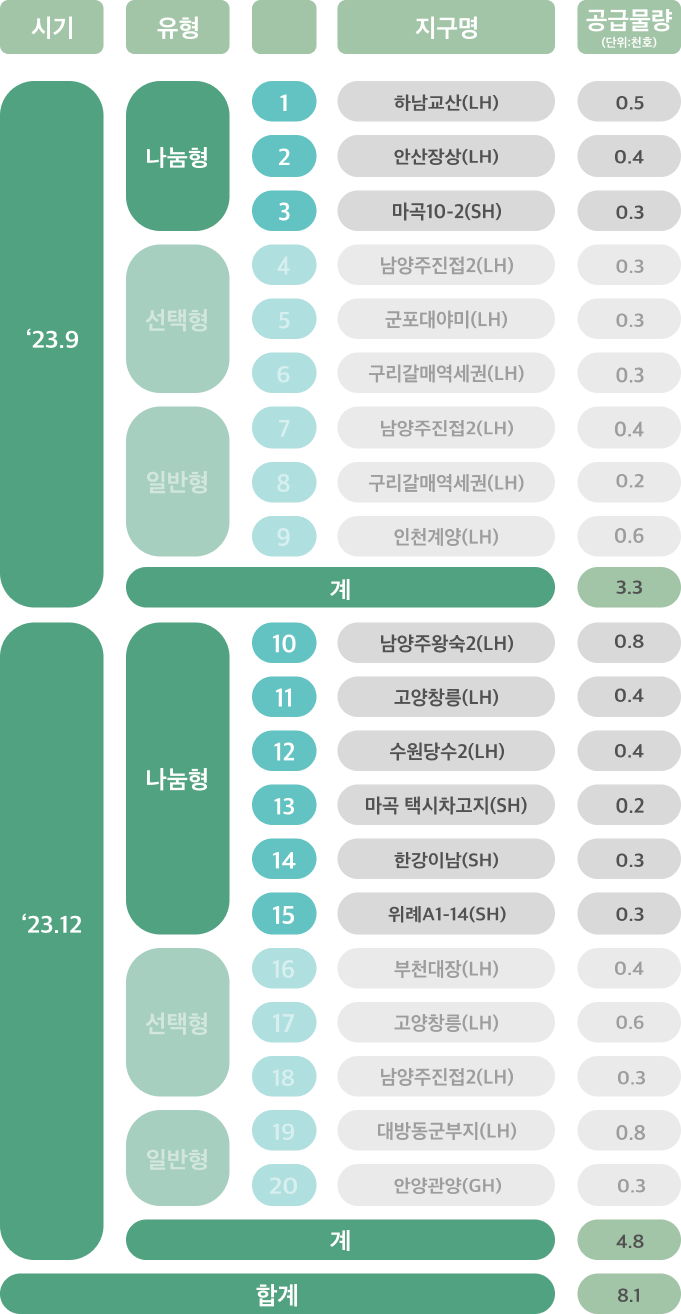 시기 유형 지구명 공급물량
(단위:천호)
‘23.9
나눔형
1 하남교산(LH) 0.5
2 안산장상(LH) 0.4
3 마곡10-2(SH) 0.3
선택형
4 남양주진접2(LH) 0.3
5 군포대야미(LH) 0.3
6 구리갈매역세권(LH) 0.3
일반형
7 남양주진접2(LH) 0.4
8 구리갈매역세권(LH) 0.2
9 인천계양(LH) 0.6
계 3.3
‘23.12
나눔형
10 남양주왕숙2(LH) 0.8
11 고양창릉(LH) 0.4
12 수원당수2(LH) 0.4
13 마곡 택시차고지(SH) 0.2
14 한강이남(SH) 0.3
15 위례A1-14(SH) 0.3
선택형
16 부천대장(LH) 0.4
17 고양창릉(LH) 0.6
18 남양주진접2(LH) 0.3
일반형
19 대방동군부지(LH) 0.8
20 안양관양(GH) 0.3
계 4.8
합계 8.1